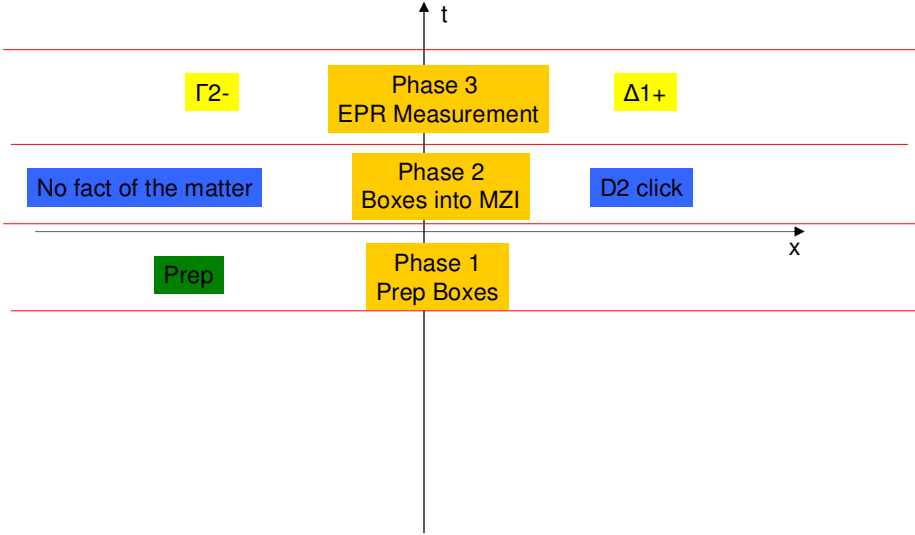 t
Γ2-
Phase 3
EPR Measurement
Δ1+
No fact of the matter
Phase 2
Boxes into MZI
D2 click
x
Prep
Phase 1
Prep Boxes